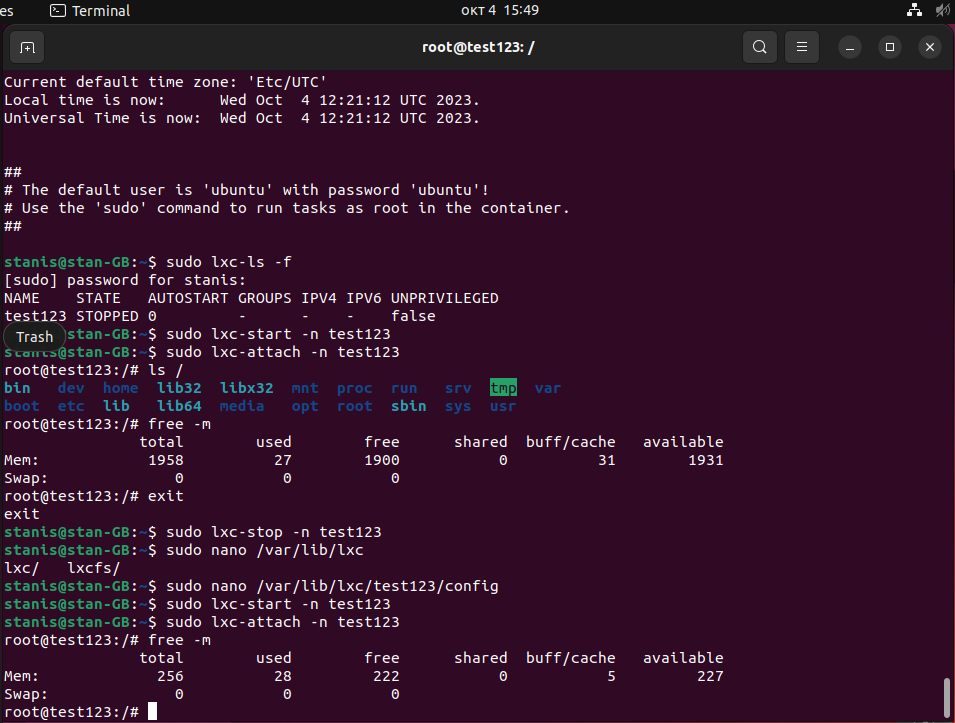 es Terminal окт 4 15:49
root@test123: /
Current default time zone: 'Etc/UTC'
Local time is now:      Wed Oct  4 12:21:12 UTC 2023.
Universal Time is now:  Wed Oct  4 12:21:12 UTC 2023.
##
# The default user is 'ubuntu' with password 'ubuntu'!
# Use the 'sudo' command to run tasks as root in the container.
##
stanis@stan-GB:~$ sudo lxc-ls -f
[sudo] password for stanis:
NAME    STATE   AUTOSTART GROUPS IPV4 IPV6 UNPRIVILEGED
test123 STOPPED 0         -      -    -    false
Trash stan-GB:~$ sudo lxc-start -n test123
stanis@stan-GB:~$ sudo lxc-attach -n test123
root@test123:/# ls /
bin   dev  home  lib32  libx32  mnt  proc  run   srv  tmp  var
boot  etc  lib   lib64  media   opt  root  sbin  sys  usr
root@test123:/# free -m
               total        used        free      shared  buff/cache   available
Mem:            1958          27        1900           0          31        1931
Swap:              0           0           0
root@test123:/# exit
exit
stanis@stan-GB:~$ sudo lxc-stop -n test123
stanis@stan-GB:~$ sudo nano /var/lib/lxc
lxc/   lxcfs/
stanis@stan-GB:~$ sudo nano /var/lib/lxc/test123/config
stanis@stan-GB:~$ sudo lxc-start -n test123
stanis@stan-GB:~$ sudo lxc-attach -n test123
root@test123:/# free -m
               total        used        free      shared  buff/cache   available
Mem:             256          28         222           0           5         227
Swap:              0           0           0
root@test123:/#